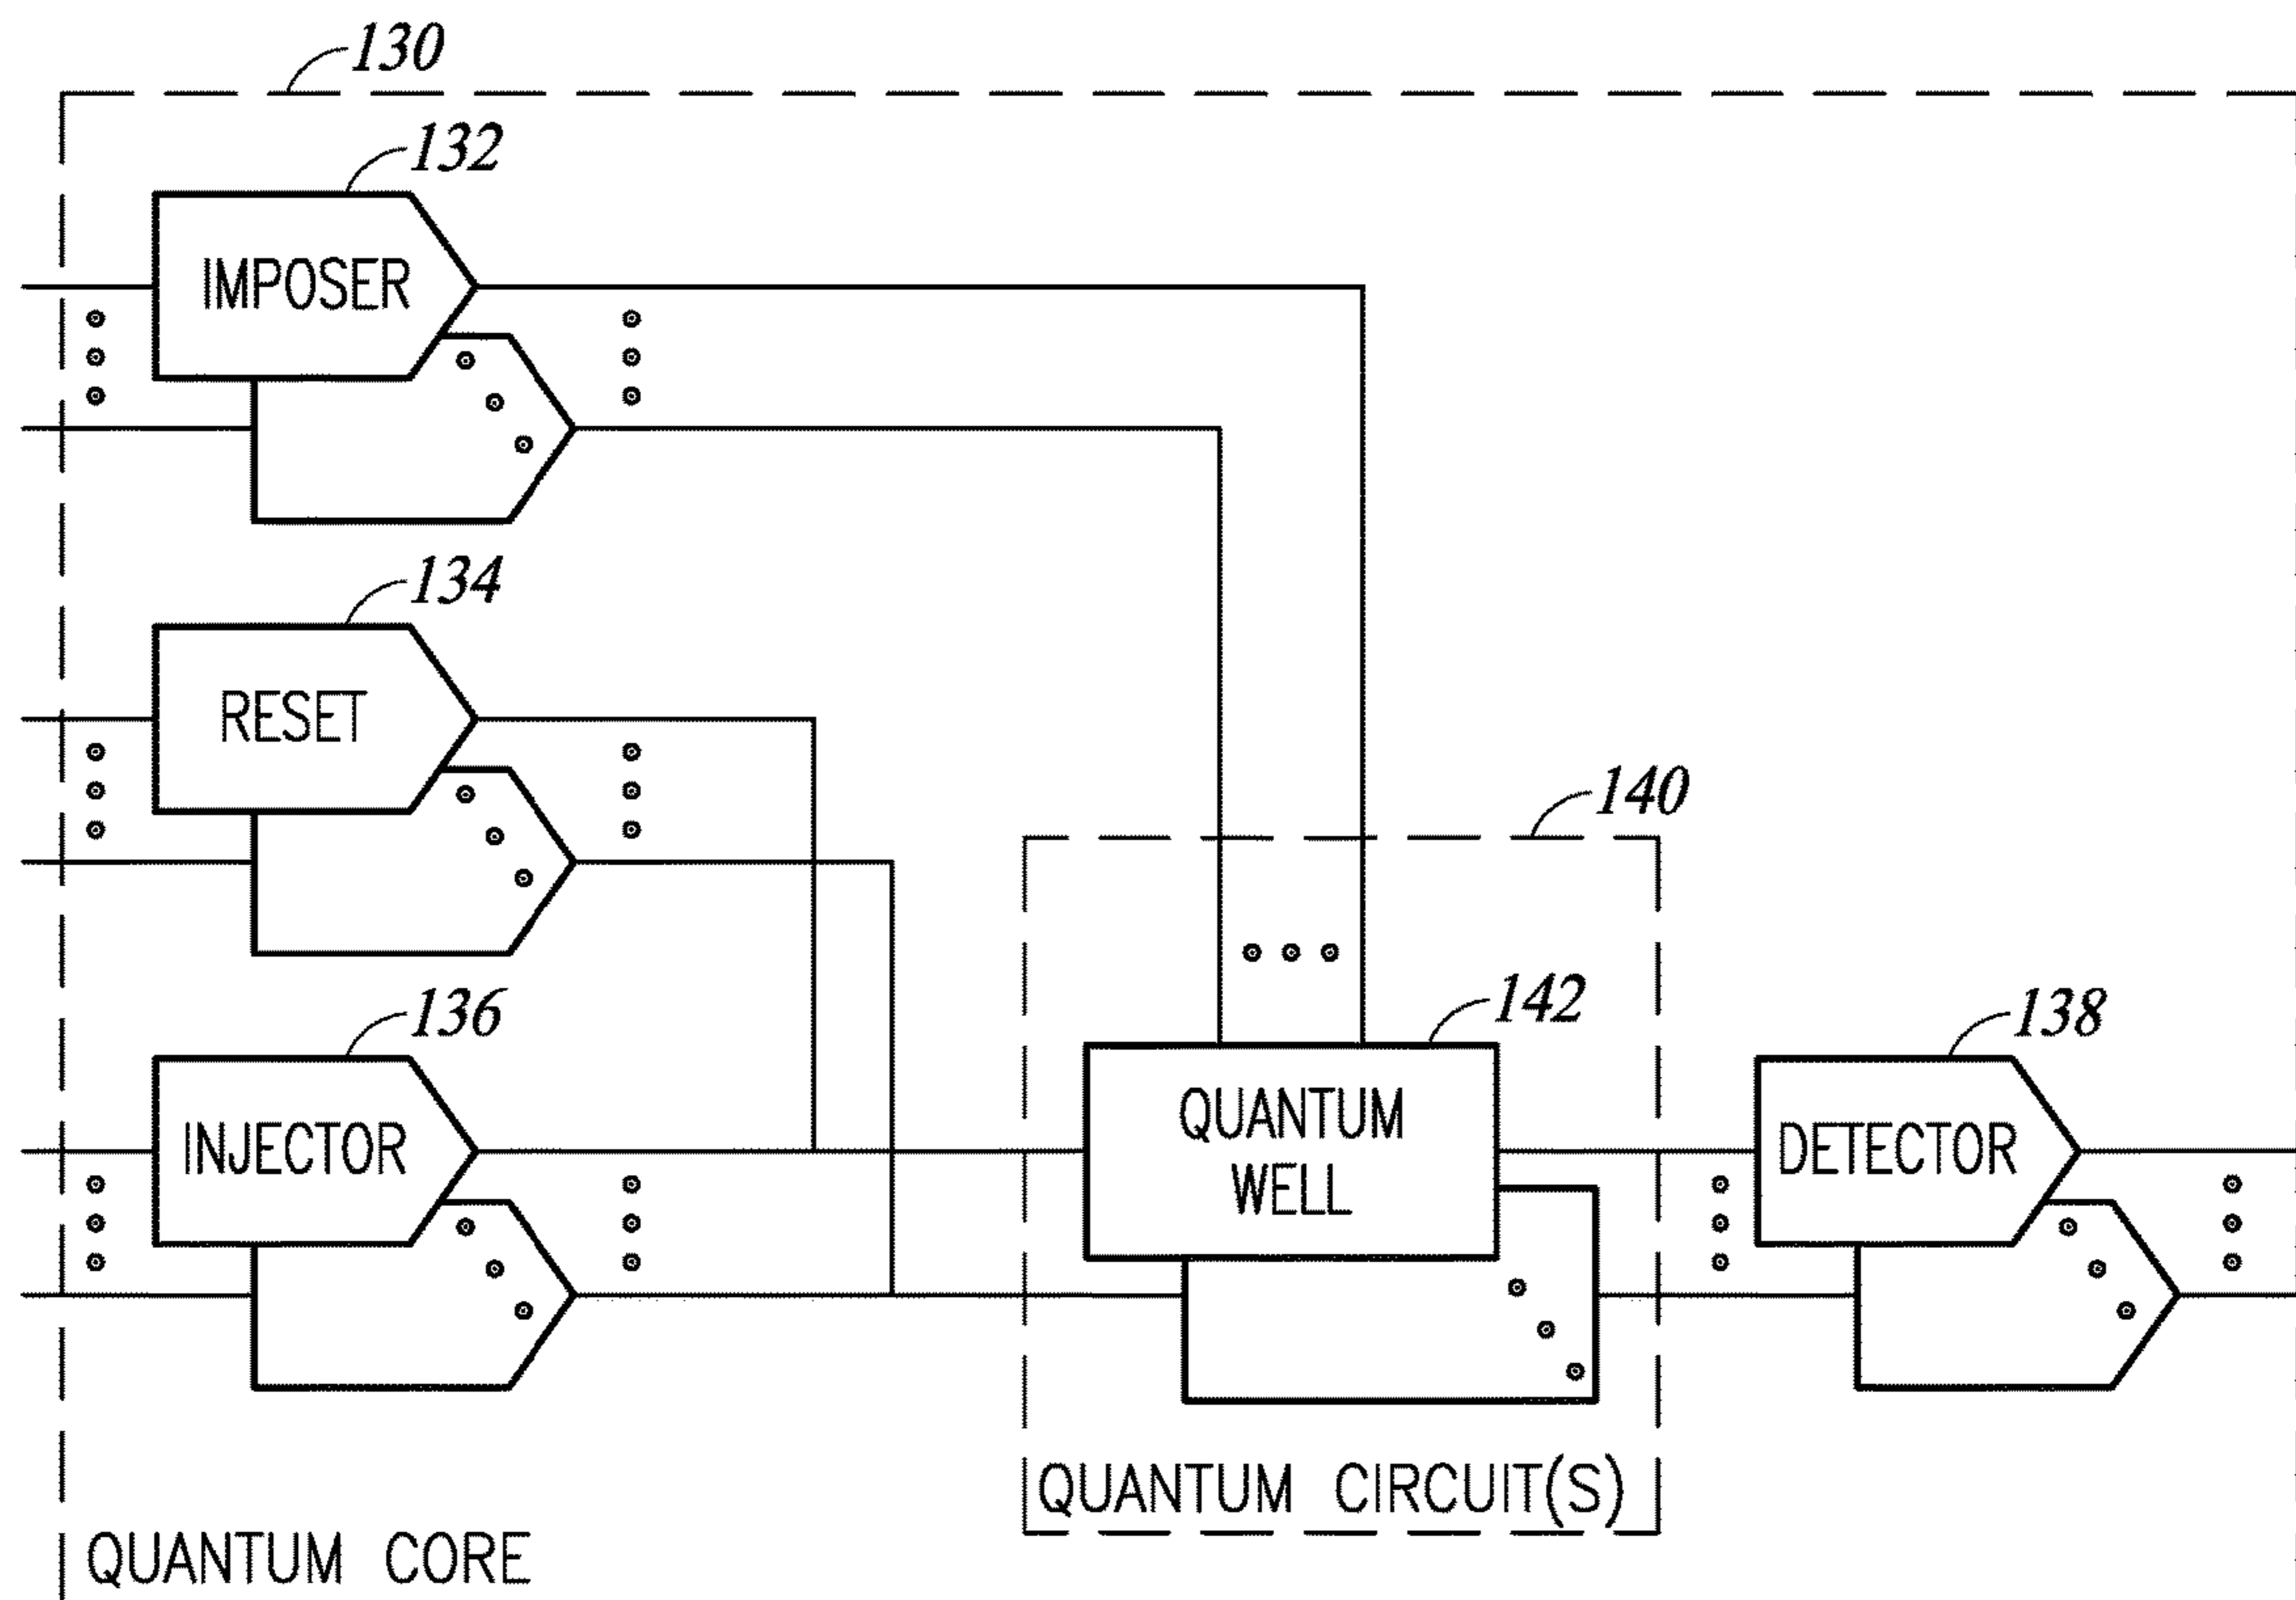 130
132
IMPOSER
134
RESET
140
136
142
138
INJECTOR
QUANTUM
WELL
DETECTOR
QUANTUM CIRCUIT(S)
QUANTUM CORE